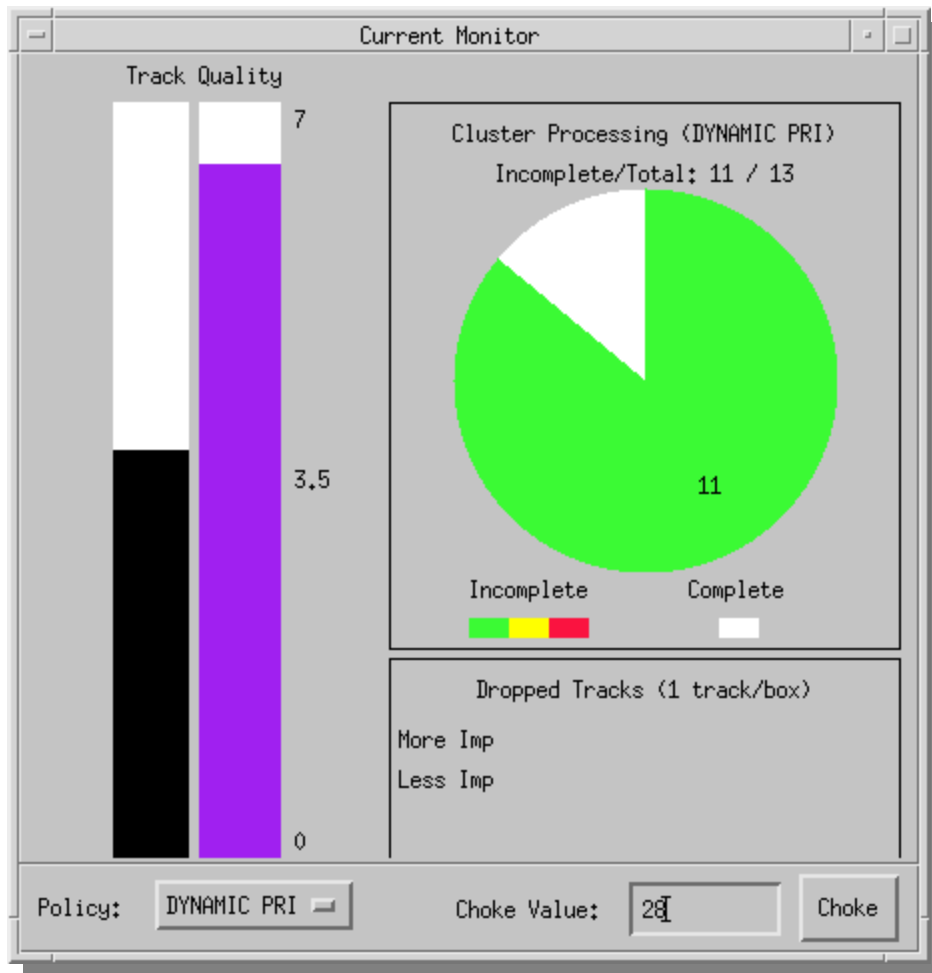 Current Monitor
Track Quality
7
3.5
0
Cluster Processing (DYNAMIC PRI)
Incomplete/Total: 11 / 13
11
Incomplete
Complete
Dropped Tracks (1 track/box)
More Imp
Less Imp
Policy:
DYNAMIC PRI
Choke Value:
28
Choke